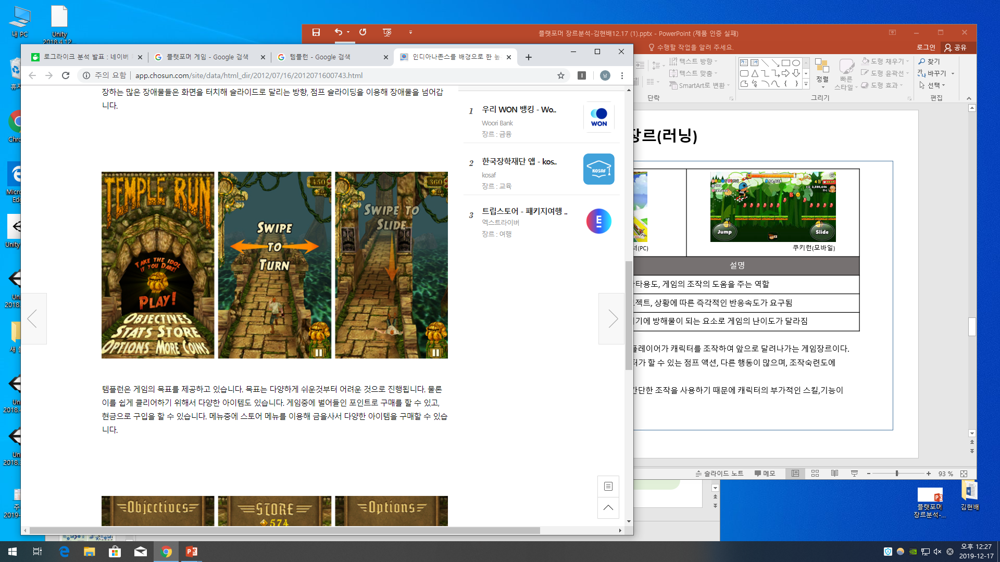 내 PC
Unity
2018.4.12...
플랫포머 장르분석-김현배12.17 (1).pptx - PowerPoint (제품 인증 실패)
수행할 작업을 알려 주세요.
로그인
공유
텍스트 방향
텍스트 맞춤
SmartArt로 변환
단락
정렬
빠른
스타일
도형 채우기
도형 윤곽선
도형 효과
그리기
찾기
바꾸기
선택
편집
로그라이크 분석 발표 : 네이버
플랫포머 게임 - Google 검색
템플런 - Google 검색
인디아나존스를 배경으로 한 높
주의 요함
app.chosun.com/site/data/html_dir/2012/07/16/2012071600743.html
남
장하는 많은 장애물들은 화면을 터치해 슬라이드로 달리는 방향, 점프 슬라이딩을 이용해 장애물을 넘어갑
니다.
TEMPLE RUN
TAKE THE IDOL
IF YOU DARE!
PLAY!
OBJECTIVES
STATS STORE
OPTIONS MORE COINS
450
0
SWIPE
TO
TURN
360
0
SWIPE TO
SLIDE
템플런은 게임의 목표를 제공하고 있습니다. 목표는 다양하게 쉬운것부터 어려운 것으로 진행됩니다. 물론
이를 쉽게 클리어하기 위해서 다양한 아이템도 있습니다. 게임중에 벌어들인 포인트로 구매를 할 수 있고,
현금으로 구입을 할 수 있습니다. 메뉴중에 스토어 메뉴를 이용해 금을사서 다양한 아이템을 구매할 수 있습
니다.
Objectives
STORE
574
Options
1
우리 WON 뱅킹 - Wo..
Woori Bank
장르 : 금융
WON
2
한국장학재단 앱 - kos..
kosaf
장르 : 교육
KOSAF
3
트립스토어 - 패키지여행 ..
엑스트라이버
장르 : 여행
장르(러닝)
너(PC)
Jump
Slide
쿠키런(모바일)
설명
타용도, 게임의 조작의 도움을 주는 역할
젝트, 상황에 따른 즉각적인 반응속도가 요구됨
기에 방해물이 되는 요소로 게임의 난이도가 달라짐
플레이어가 캐릭터를 조작하여 앞으로 달려나가는 게임장르이다.
터가 할 수 있는 점프 액션, 다른 행동이 많으며, 조작숙련도에
간단한 조작을 사용하기 때문에 캐릭터의 부가적인 스킬,기능이
슬라이드 노트
메모
93 %
플랫포머
장르분석-...
김현배
오후 12:27
2019-12-17